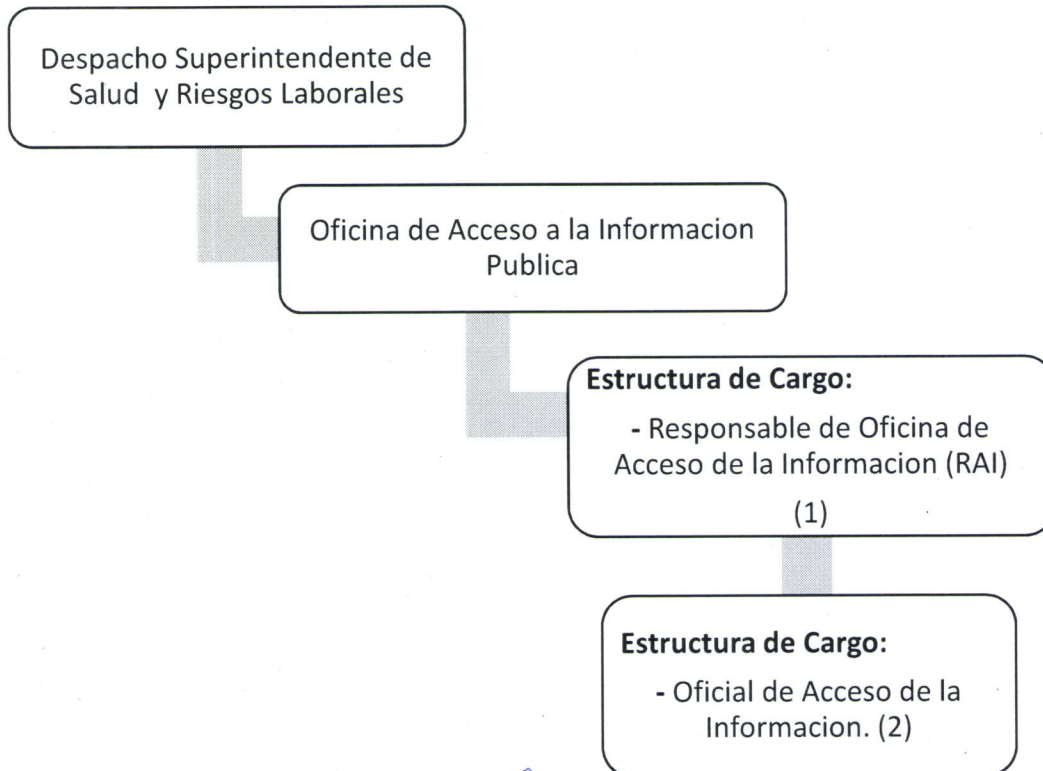 Despacho Superintendente de
Salud y Riesgos Laborales
Oficina de Acceso a la Informacion
Publica
Estructura de Cargo:
- Responsable de Oficina de
Acceso de la Informacion (RAI)
(1)
Estructura de Cargo:
- Oficial de Acceso de la
Informacion. (2)